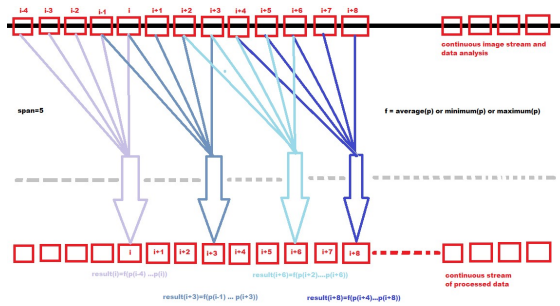 i-4 i-3 i-2 i-1 i i+1 i+2 i+3 i+4 i+5 i+6 i+7 i+8
continuous image stream and
data analysis
span=5
f = average(p) or minimum(p) or maximum(p)
i i+1 i+2 i+3 i+4 i+5 i+6 i+7 i+8
result(i)=f(p(i-4) ...p(i))
result(i+6)=f(p(i+2)....p(i+6))
continuous stream
of processed data
result(i+3)=f(p(i-1) ... p(i+3))
result(i+8)=f(p(i+4)...p(i+8))